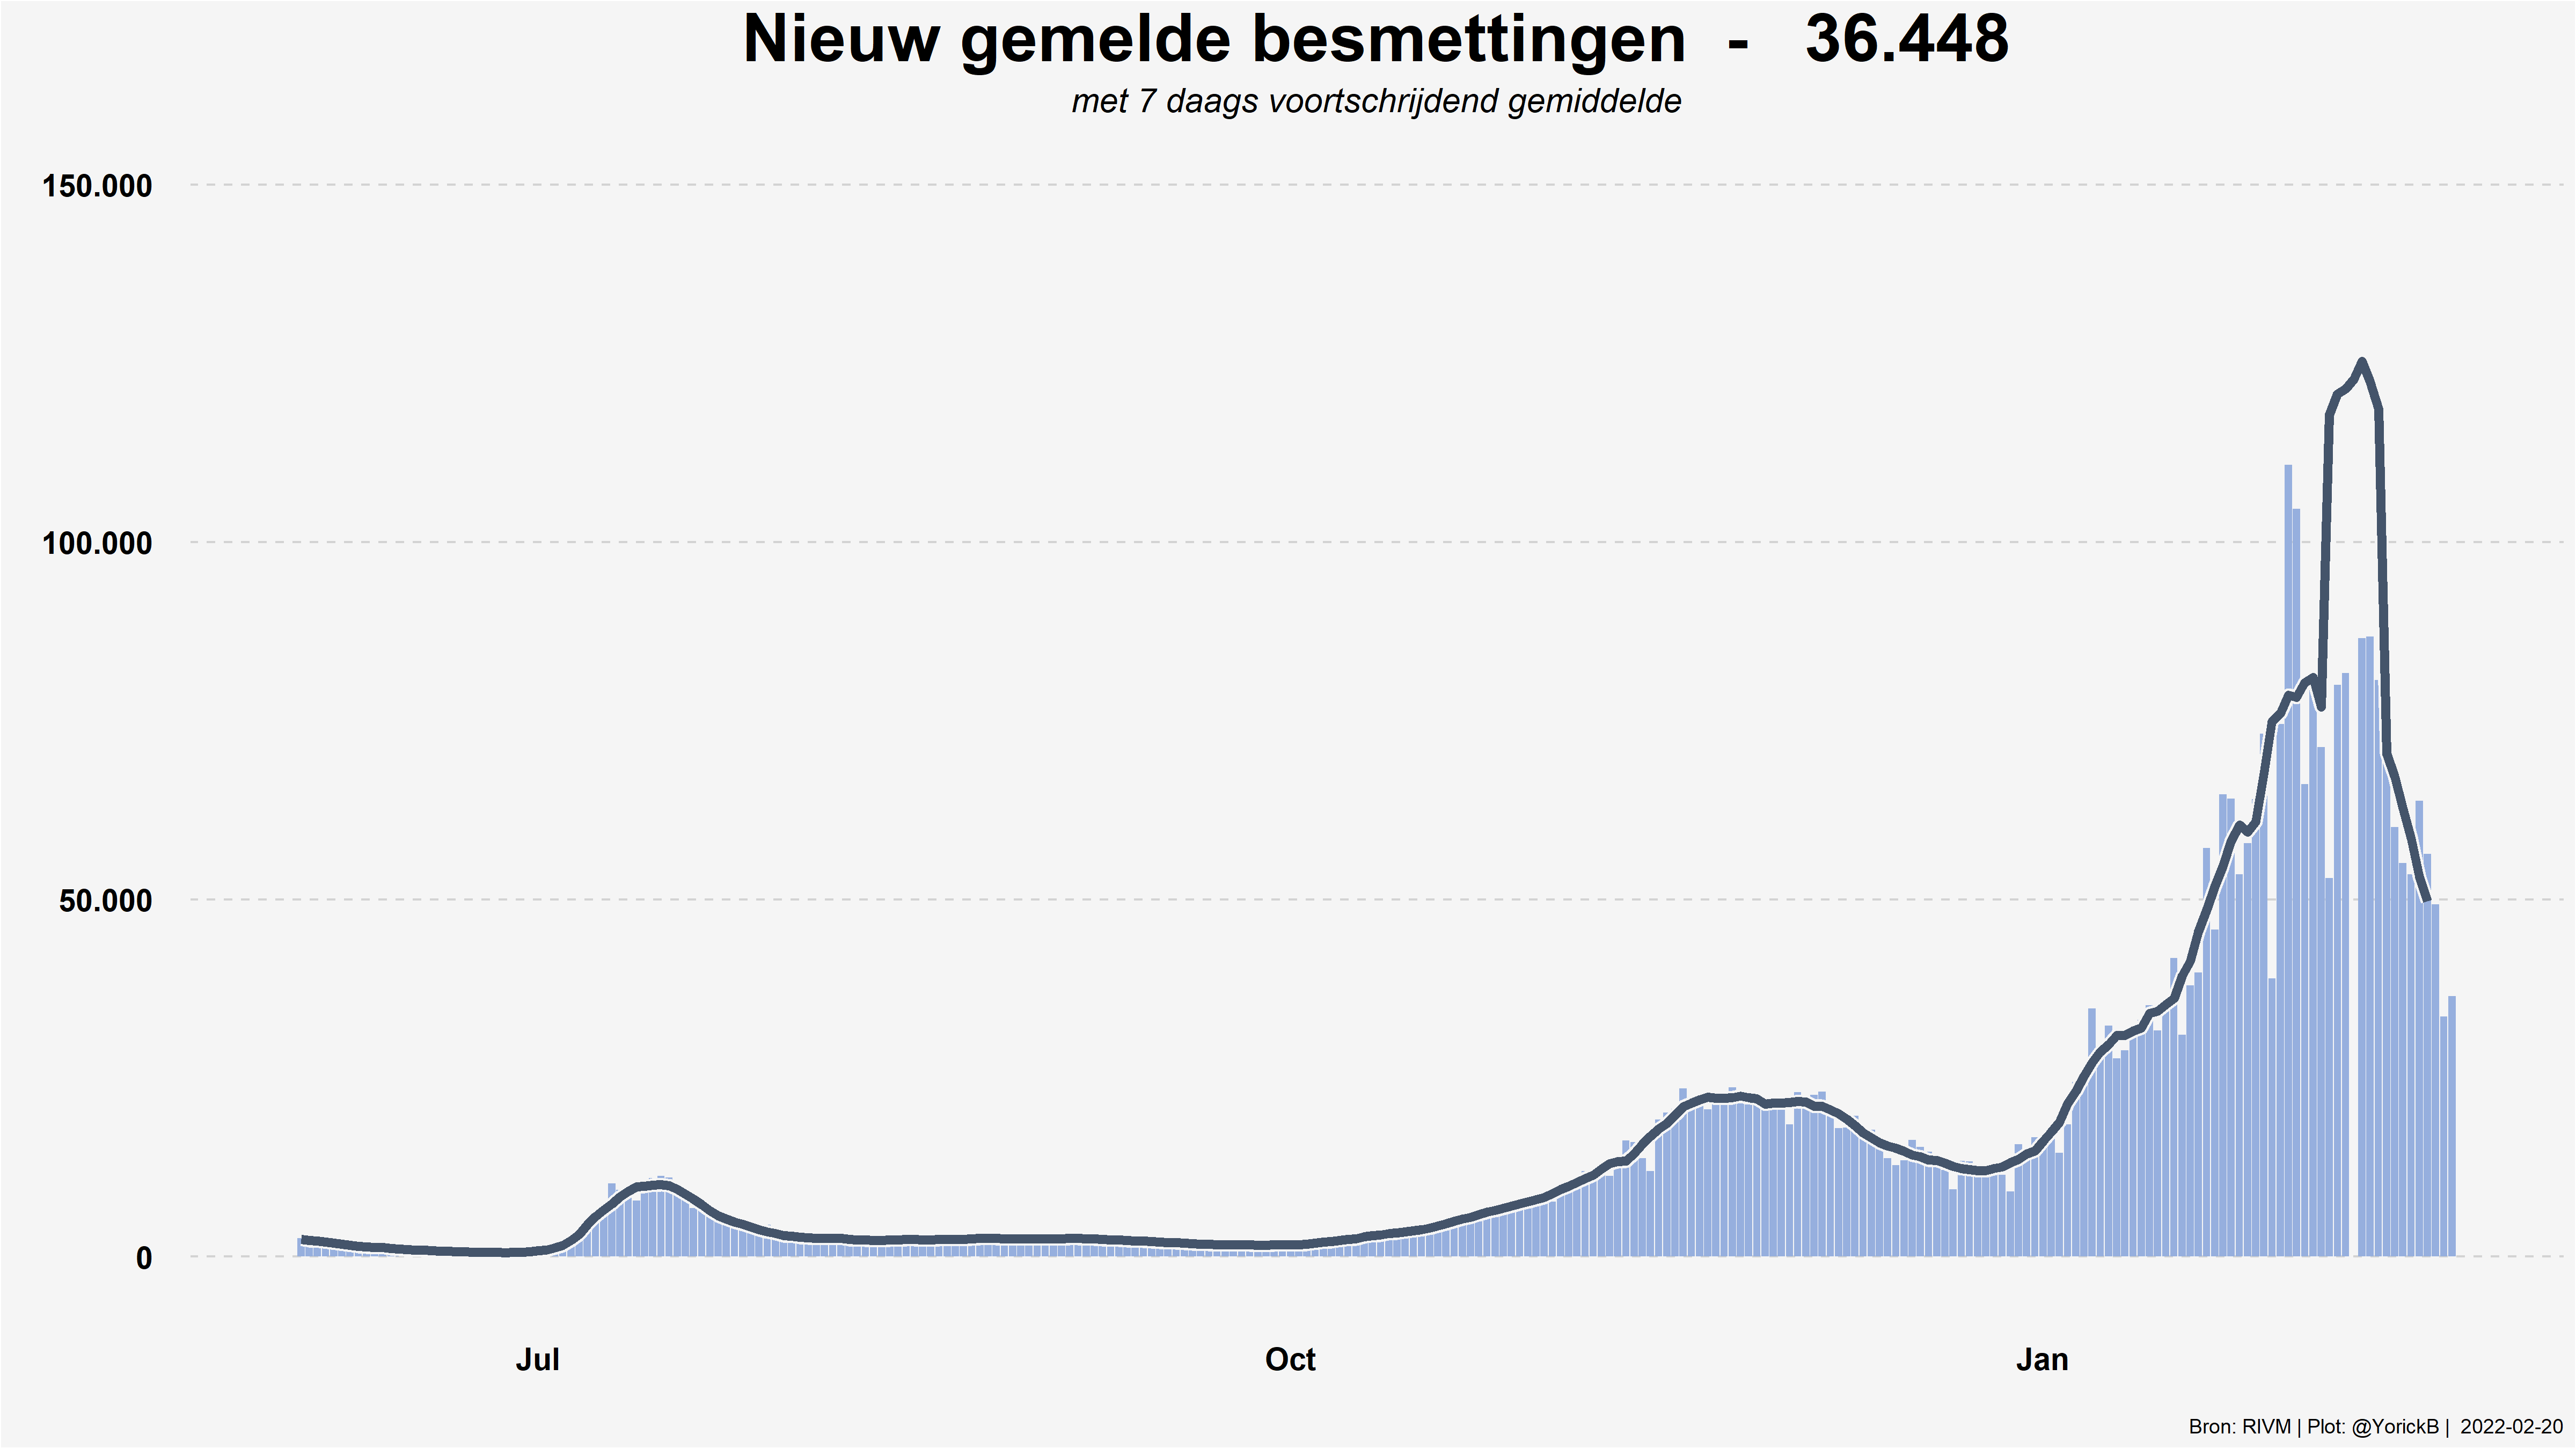 Nieuw gemelde besmettingen - 36.448
met 7 daags voortschrijdend gemiddelde
150.000
100.000
50.000
0
Jul Oct Jan
Bron: RIVM | Plot: @YorickB | 2022-02-20